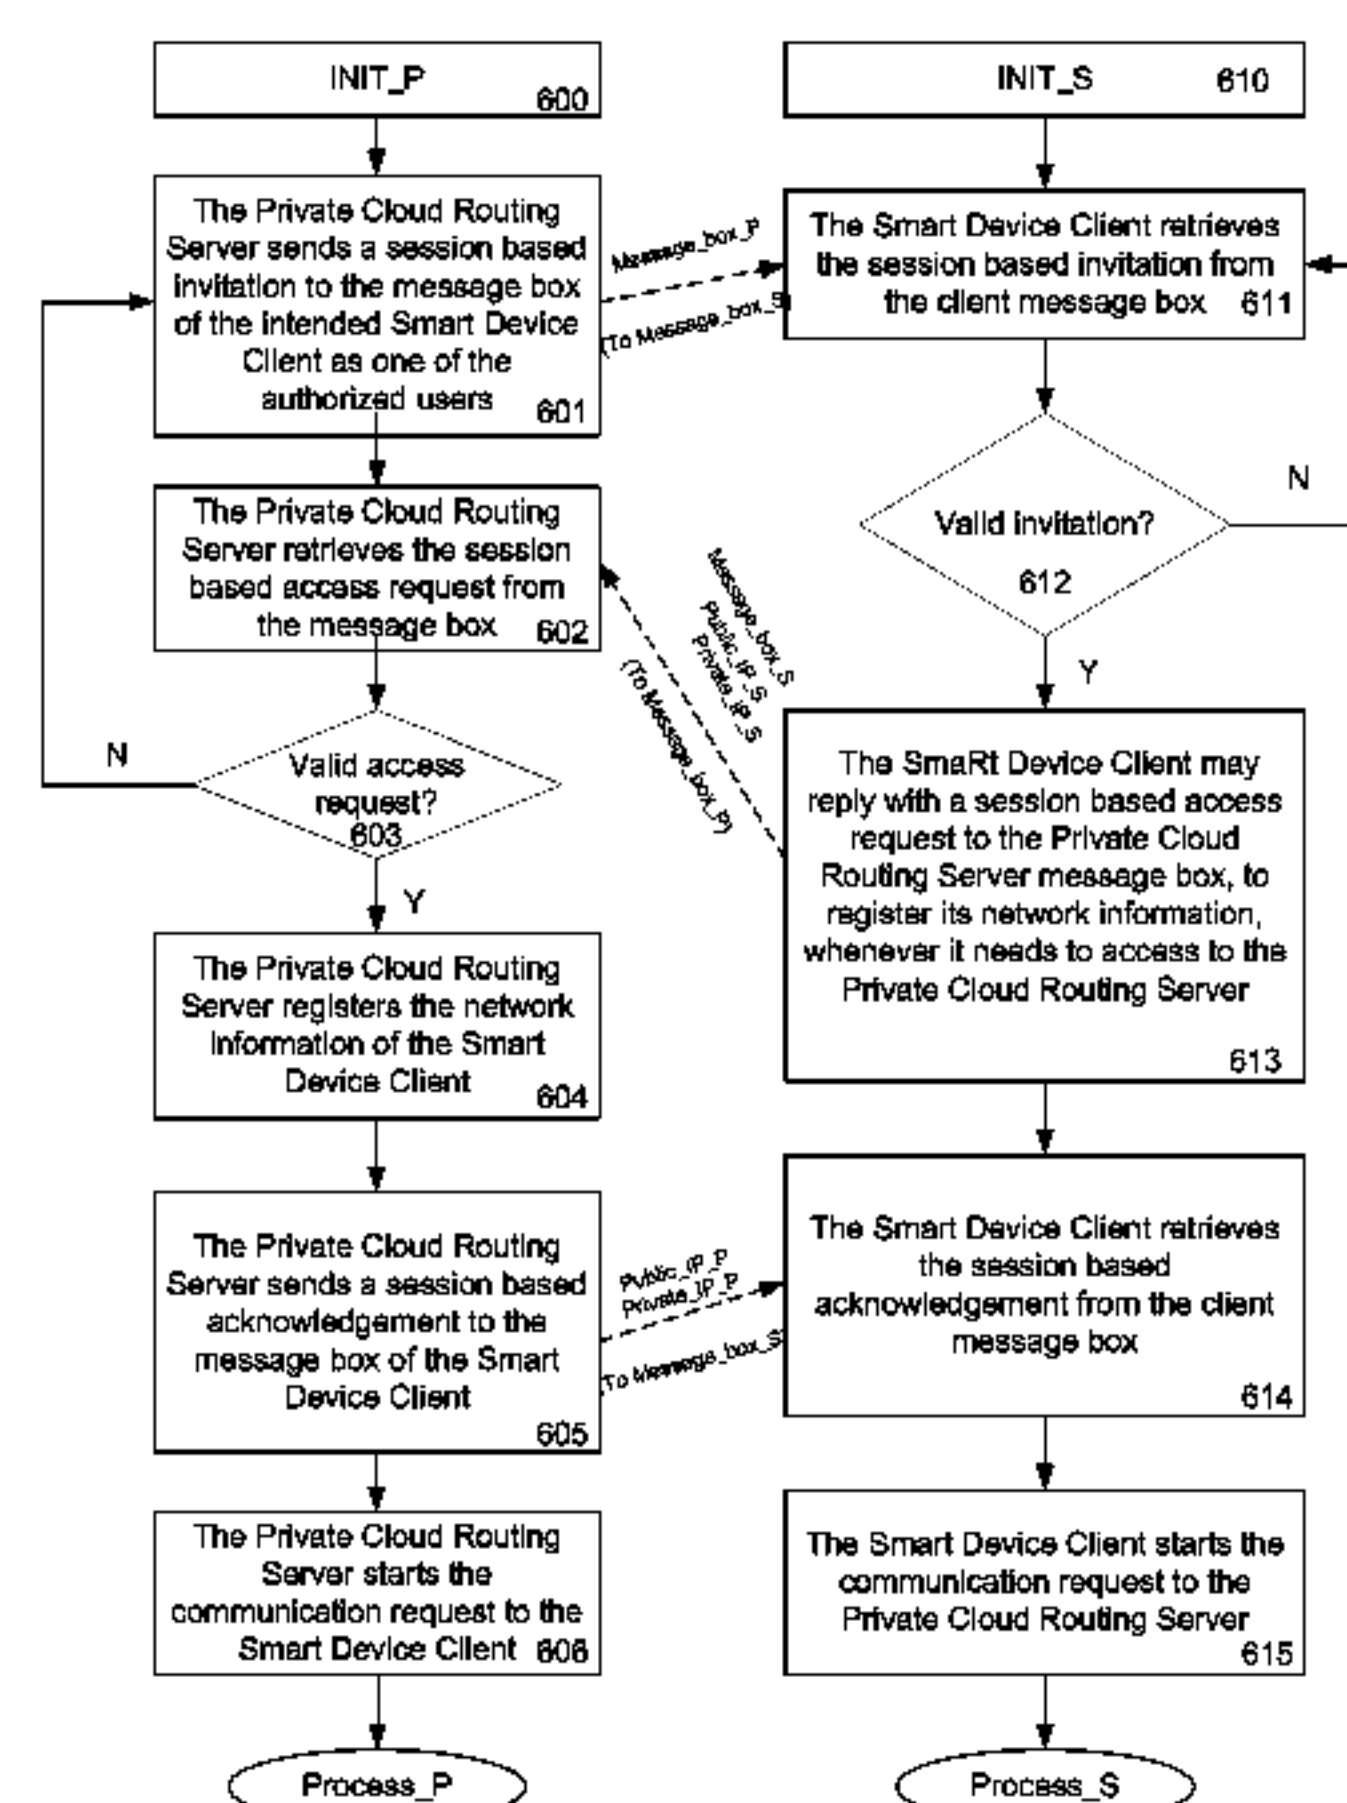 INIT_P
600
The Private Cloud Routing
Server sends a session based
invitation to the message box
of the intended Smart Device
Client as one of the
authorized users 601
The Private Cloud Routing
Server retrieves the session
based access request from
the message box 602
N
Valid access
request?
603
Y
The Private Cloud Routing
Server registers the network
Information of the Smart
Device Client
604
The Private Cloud Routing
Server sends a session based
acknowledgement to the
message box of the Smart
Device Client
605
The Private Cloud Routing
Server starts the
communication request to the
Smart Device Client 606
Process_P
Message_box_P
(To Message_box_S)
Message_box_S
Public_IP_S
Private_IP_S
(To Message_box_P)
Public_IP_P
Private_IP_P
(To Message_box_S)
INIT_S 610
The Smart Device Client retrieves
the session based invitation from
the client message box 611
N
Valid invitation?
612
Y
The SmaRt Device Client may
reply with a session based access
request to the Private Cloud
Routing Server message box, to
register its network information,
whenever it needs to access to the
Private Cloud Routing Server
613
The Smart Device Client retrieves
the session based
acknowledgement from the client
message box
614
The Smart Device Client starts the
communication request to the
Private Cloud Routing Server
615
Process_S